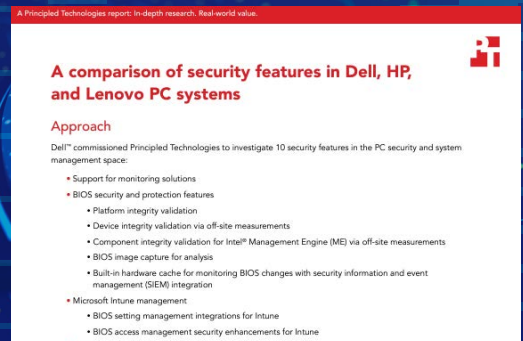 A Principled Technologies report: In-depth research. Real-world value.
PT
A comparison of security features in Dell, HP,
and Lenovo PC systems
Approach
Dell™ commissioned Principled Technologies to investigate 10 security features in the PC security and system
management space:
• Support for monitoring solutions
• BIOS security and protection features
• Platform integrity validation
• Device integrity validation via off-site measurements
• Component integrity validation for Intel® Management Engine (ME) via off-site measurements
• BIOS image capture for analysis
• Built-in hardware cache for monitoring BIOS changes with security information and event
management (SIEM) integration
• Microsoft Intune management
• BIOS setting management integrations for Intune
• BIOS access management security enhancements for Intune